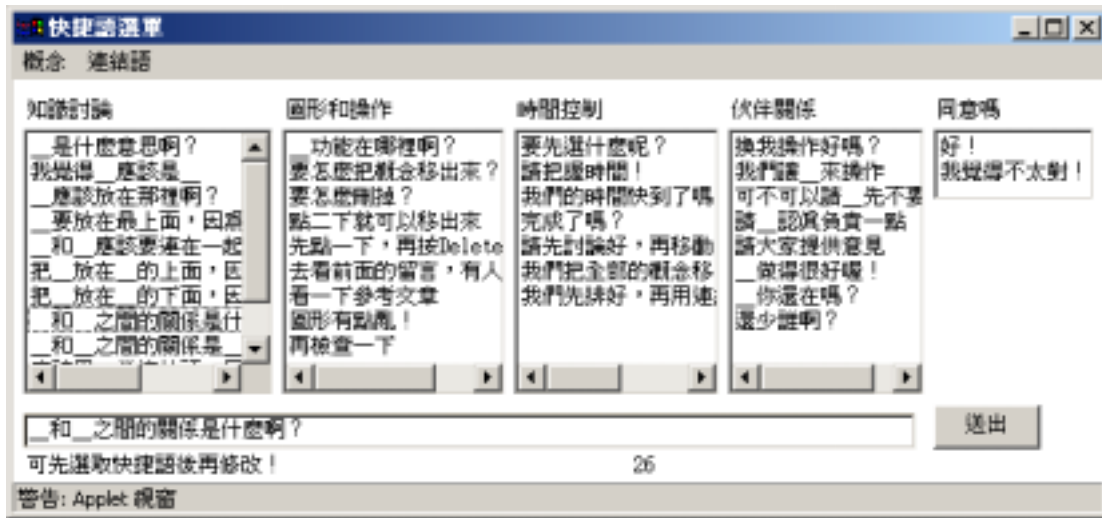 快捷語選單
概念 連結語
知識討論
__是什麼意思啊？
我覺得__應該是__
__應該放在那裡啊？
__要放在最上面，因為
__和__應該要連在一起
把__放在__的上面，因
把__放在__的下面，因
__和__之間的關係是什
__和__之間的關係是__
圖形和操作
__功能在哪裡啊？
要怎麼把概念移出來？
要怎麼刪掉？
點二下就可以移出來
先點一下，再按Delete
去看前面的留言，有人
看一下參考文章
圖形有點亂！
再檢查一下
時間控制
要先選什麼呢？
請把握時間！
我們的時間快到了嗎
完成了嗎？
請先討論好，再移動
我們把全部的概念移
我們先排好，再用連
伙伴關係
換我操作好嗎？
我們讓__來操作
可不可以請__先不要
請__認真負責一點
請大家提供意見
__做得很好喔！
__你還在嗎？
還少誰啊？
同意嗎
好！
我覺得不太對！
__和__之間的關係是什麼啊？
送出
可先選取快捷語後再修改！
26
警告: Applet 視窗